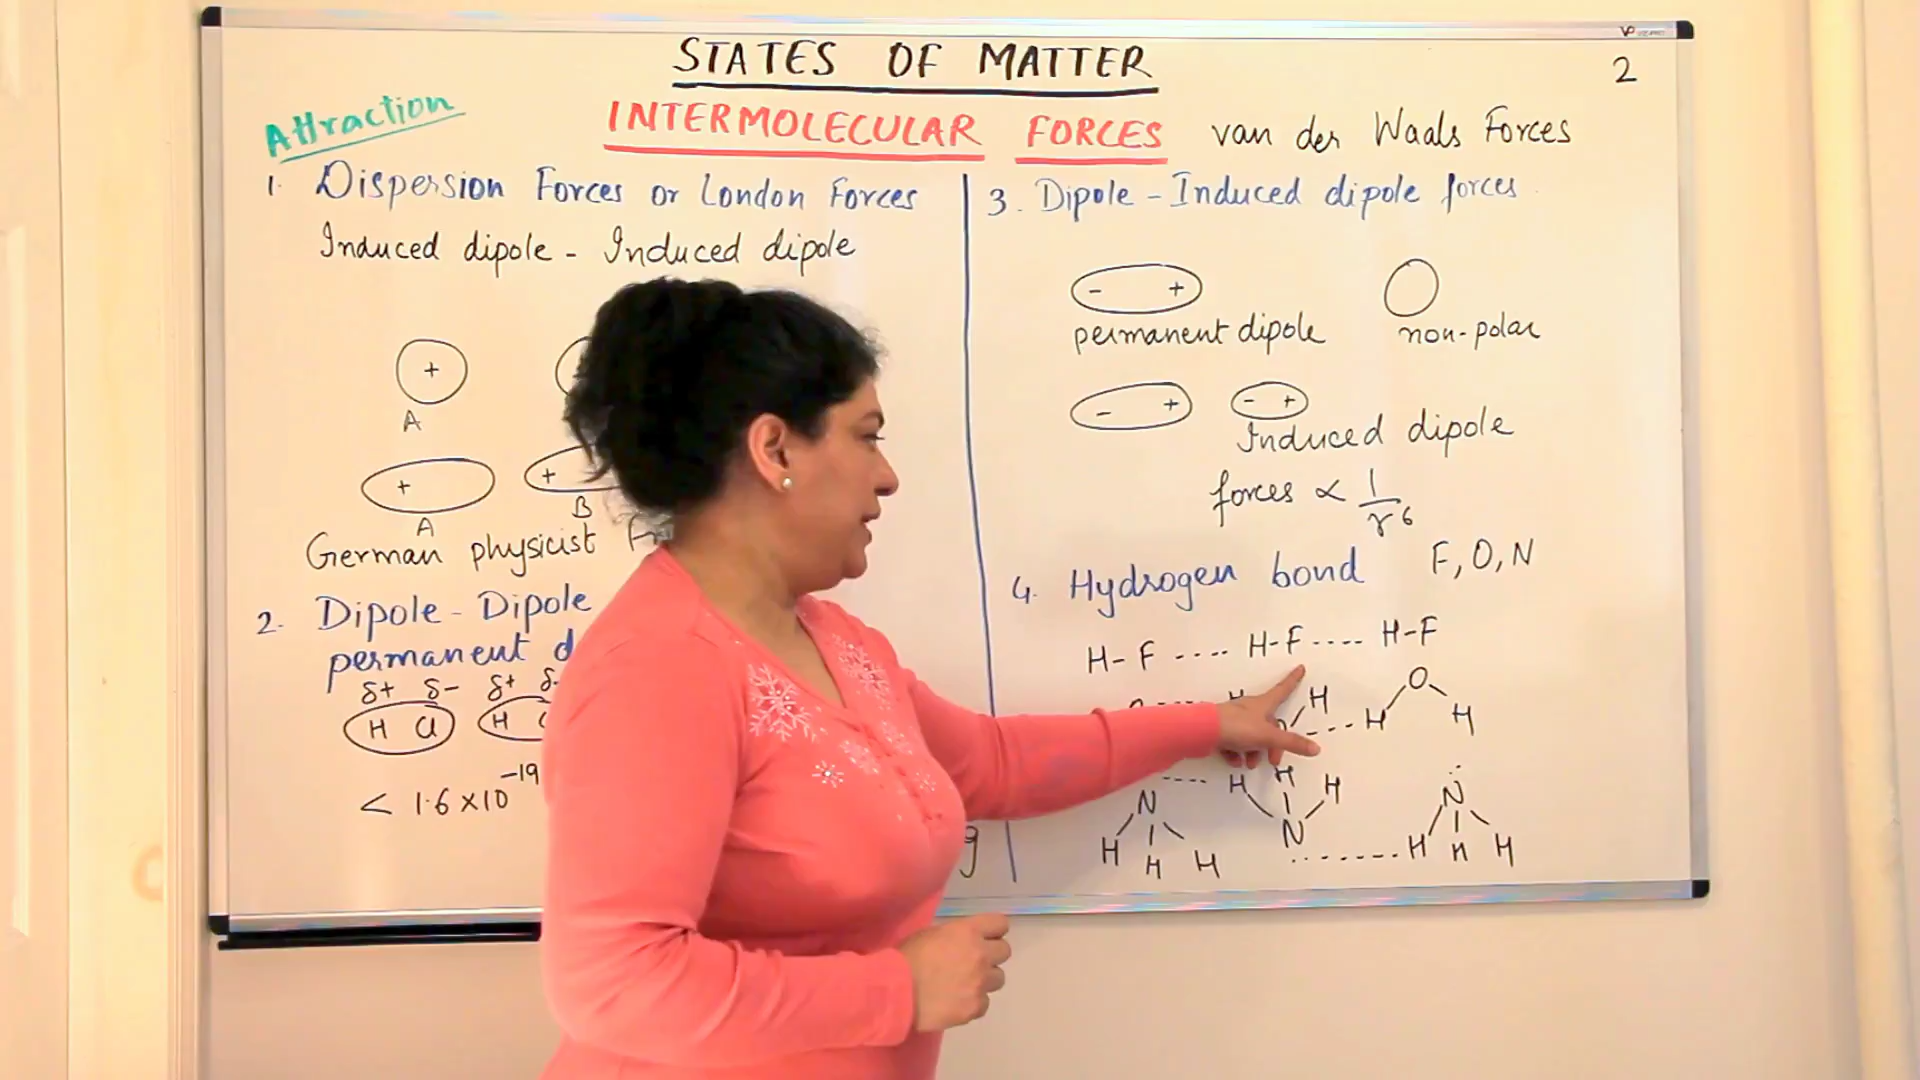 STATES OF MATTER
2
Attraction
INTERMOLECULAR FORCES van der Waals Forces
1. Dispersion Forces or London Forces
Induced dipole - Induced dipole
+
A
+ +
A B
German physicist
2. Dipole - Dipole
permanent
δ+ δ- δ+ δ-
H Cl H
< 1.6 × 10⁻¹⁹
3. Dipole - Induced dipole forces
- +
permanent dipole non-polar
- + - +
Induced dipole
forces ∝ 1/r⁶
4. Hydrogen bond F, O, N
H-F .... H-F .... H-F
H O
H H
H H H N
N
H H H N H H H